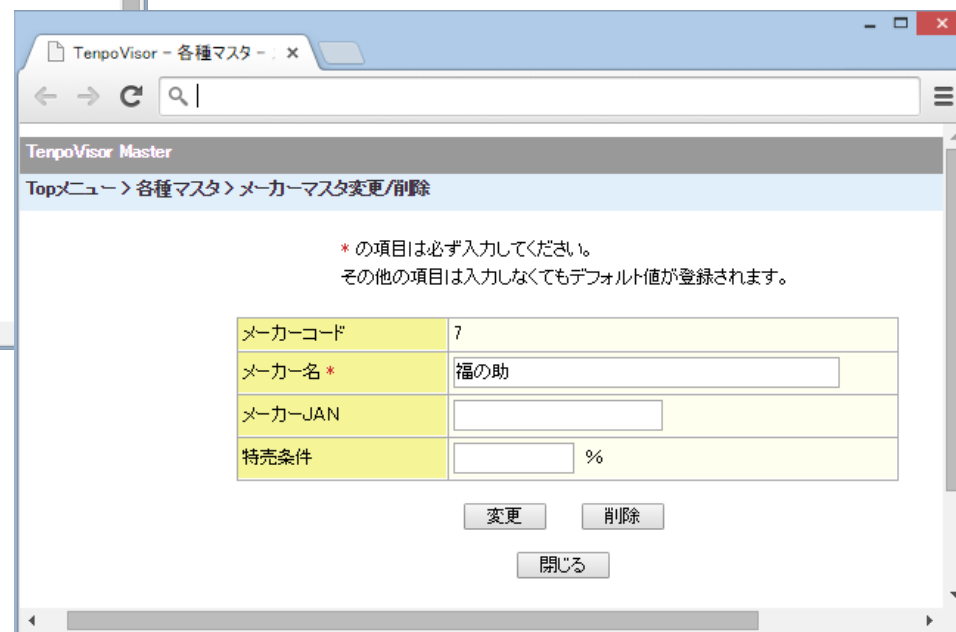 TenpoVisor - 各種マスタ -
TenpoVisor Master
Topメニュー > 各種マスタ > メーカーマスタ変更/削除
* の項目は必ず入力してください。
その他の項目は入力しなくてもデフォルト値が登録されます。
メーカーコード 7
メーカー名 * 福の助
メーカーJAN
特売条件 %
変更 削除
閉じる